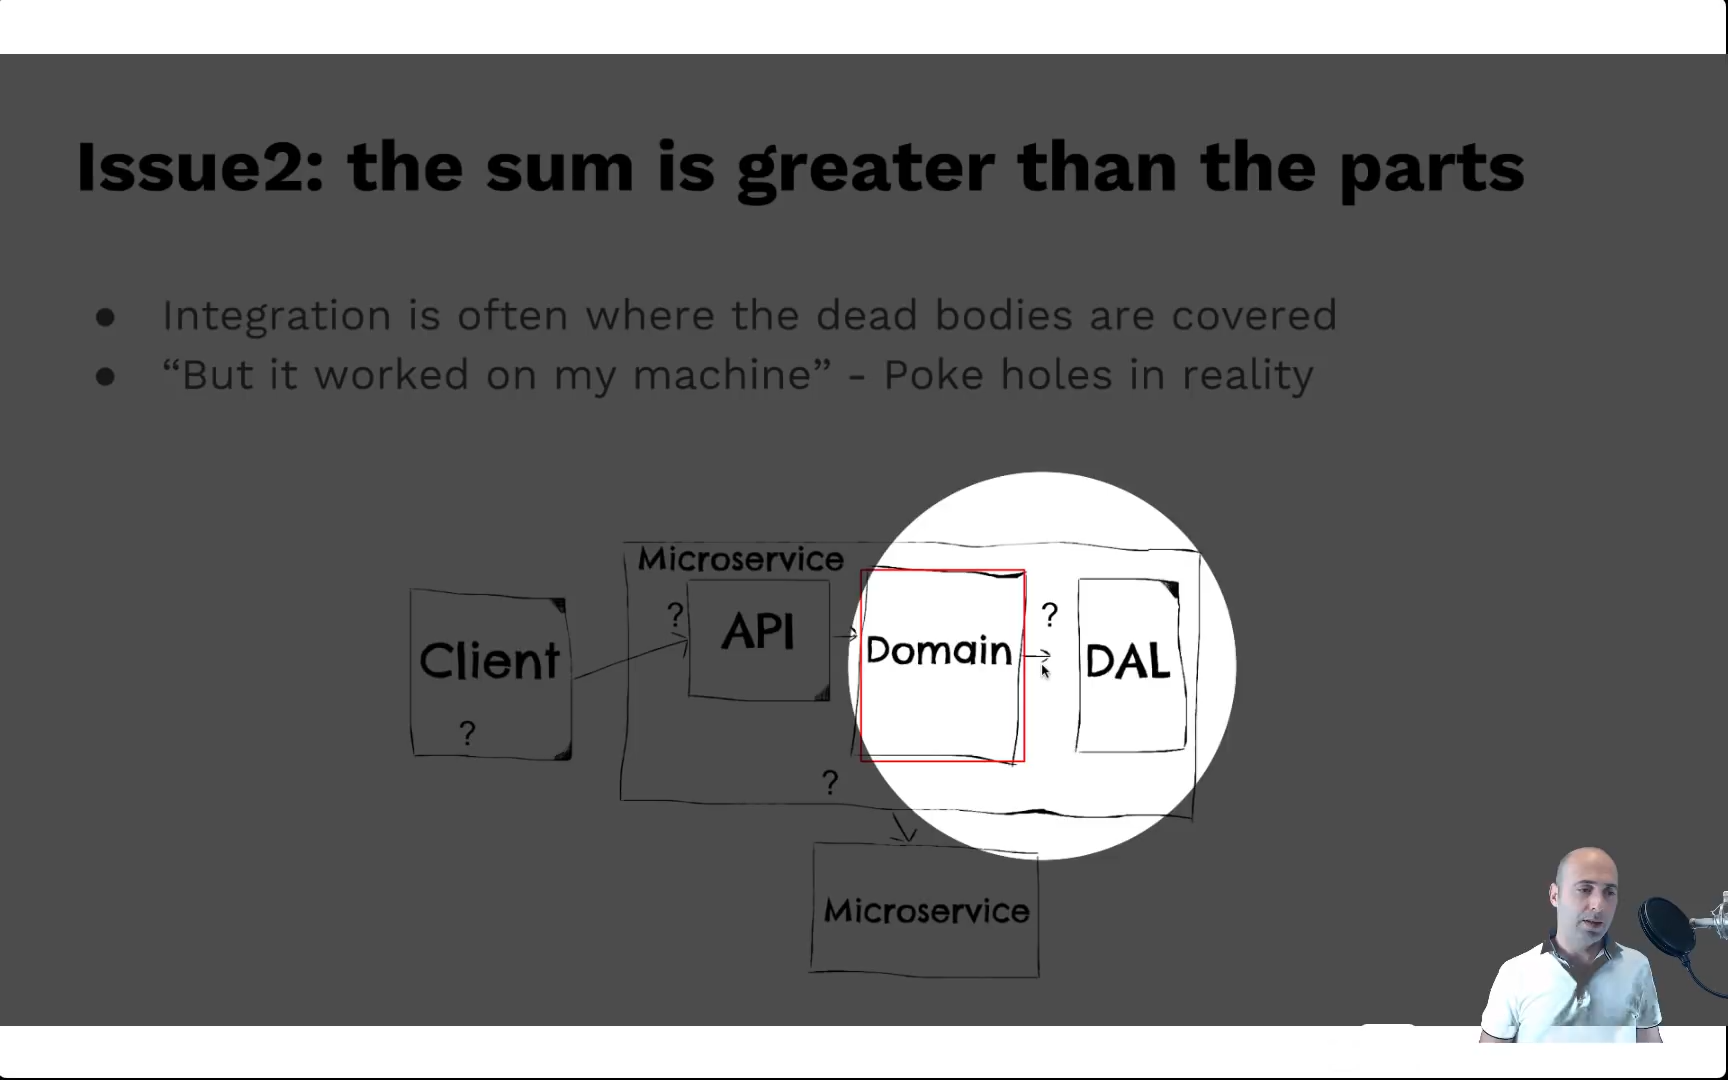 Issue2: the sum is greater than the parts
● Integration is often where the dead bodies are covered
● “But it worked on my machine” - Poke holes in reality
Microservice
?
API
Domain
?
DAL
Client
?
?
Microservice